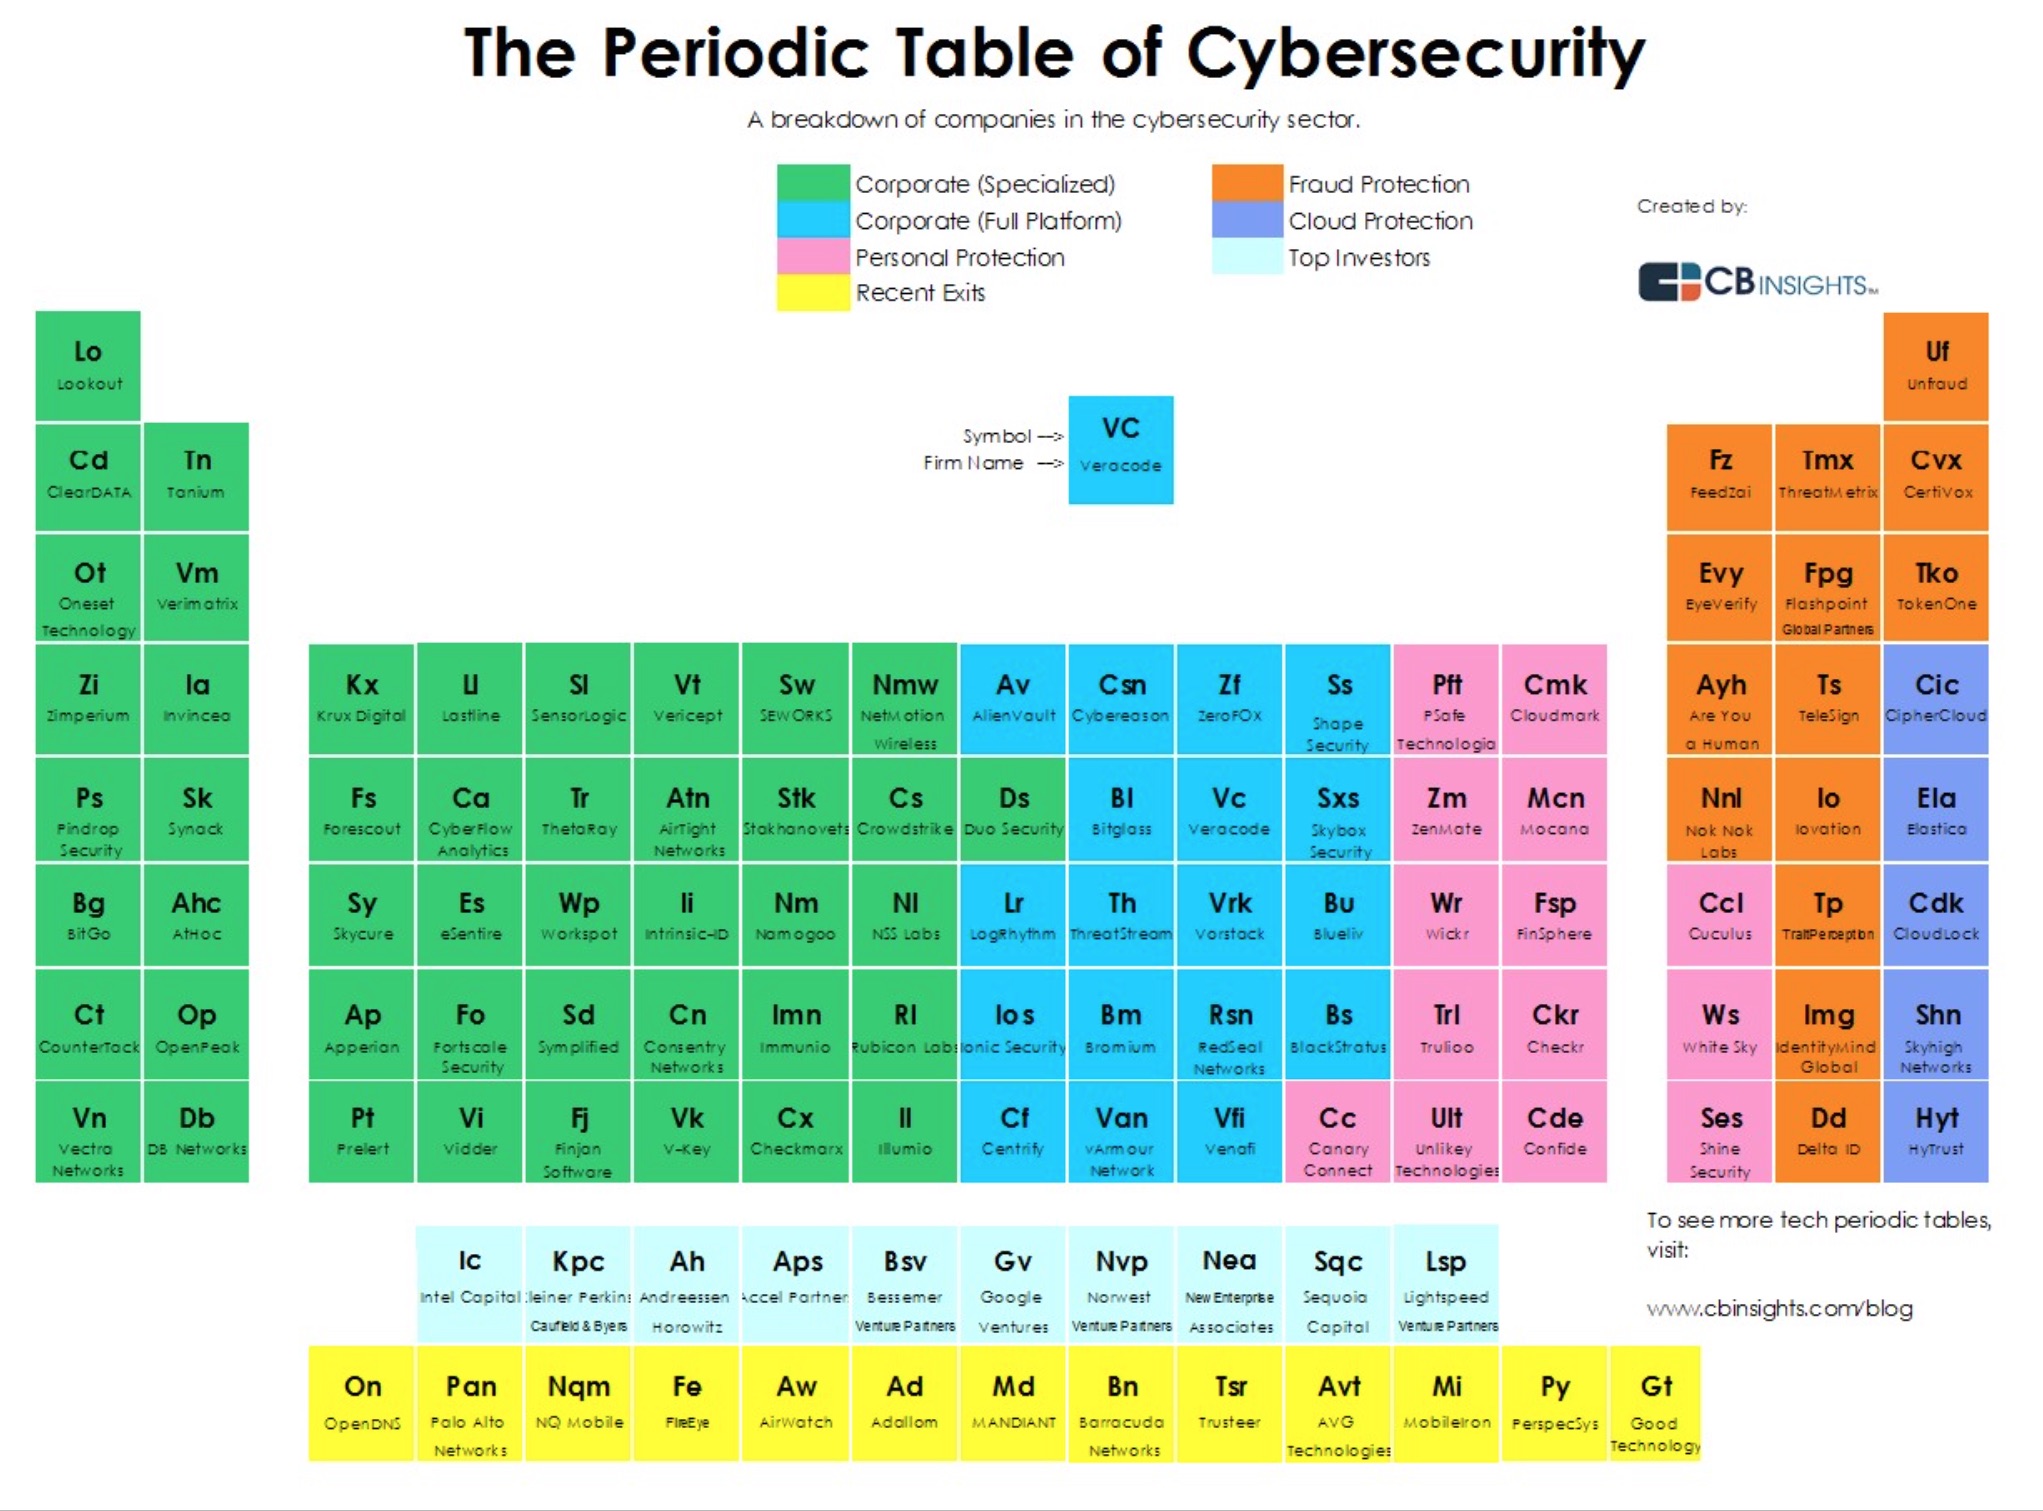 The Periodic Table of Cybersecurity
A breakdown of companies in the cybersecurity sector.
Corporate (Specialized)
Corporate (Full Platform)
Personal Protection
Recent Exits
Fraud Protection
Cloud Protection
Top Investors
Created by:
CB INSIGHTS
Symbol -->
Firm Name -->
VC
Veracode
Lo
Lookout
Uf
Unfraud
Cd
ClearDATA
Tn
Tanium
Fz
FeedZai
Tmx
ThreatMetrix
Cvx
CertiVox
Ot
Oneset
Technology
Vm
Verimatrix
Evy
EyeVerify
Fpg
Flashpoint
Global Partners
Tko
TokenOne
Zi
Zimperium
Ia
Invincea
Kx
Krux Digital
Ll
Lastline
Sl
SensorLogic
Vt
Vericept
Sw
SEWORKS
Nmw
NetMotion
Wireless
Av
AlienVault
Csn
Cybereason
Zf
ZeroFOX
Ss
Shape
Security
Pft
PSafe
Technologia
Cmk
Cloudmark
Ayh
Are You
a Human
Ts
TeleSign
Cic
CipherCloud
Ps
Pindrop
Security
Sk
Synack
Fs
Forescout
Ca
CyberFlow
Analytics
Tr
ThetaRay
Atn
AirTight
Networks
Stk
Stakhanovets
Cs
Crowdstrike
Ds
Duo Security
Bl
Bitglass
Vc
Veracode
Sxs
Skybox
Security
Zm
ZenMate
Mcn
Mocana
Nnl
Nok Nok
Labs
Io
Iovation
Ela
Elastica
Bg
BitGo
Ahc
AtHoc
Sy
Skycure
Es
eSentire
Wp
Workspot
Ii
Intrinsic-ID
Nm
Namogoo
Nl
NSS Labs
Lr
LogRhythm
Th
ThreatStream
Vrk
Vorstack
Bu
Blueliv
Wr
Wickr
Fsp
FinSphere
Ccl
Cuculus
Tp
TraitPerception
Cdk
CloudLock
Ct
CounterTack
Op
OpenPeak
Ap
Apperian
Fo
Fortscale
Security
Sd
Symplified
Cn
Consentry
Networks
Imn
Immunio
Rl
Rubicon Labs
Ios
Ionic Security
Bm
Bromium
Rsn
RedSeal
Networks
Bs
BlackStratus
Trl
Trulioo
Ckr
Checkr
Ws
White Sky
Img
IdentityMind
Global
Shn
Skyhigh
Networks
Vn
Vectra
Networks
Db
DB Networks
Pt
Prelert
Vi
Vidder
Fj
Finjan
Software
Vk
V-Key
Cx
Checkmarx
Il
Illumio
Cf
Centrify
Van
vArmour
Network
Vfi
Venafi
Cc
Canary
Connect
Ult
Unlikey
Technologies
Cde
Confide
Ses
Shine
Security
Dd
Delta ID
Hyt
HyTrust
Ic
Intel Capital
Kpc
leiner Perkins
Caufield & Byers
Ah
Andreessen
Horowitz
Aps
Accel Partner
Bsv
Bessemer
Venture Partners
Gv
Google
Ventures
Nvp
Norwest
Venture Partners
Nea
New Enterprise
Associates
Sqc
Sequoia
Capital
Lsp
Lightspeed
Venture Partners
On
OpenDNS
Pan
Palo Alto
Networks
Nqm
NQ Mobile
Fe
FireEye
Aw
AirWatch
Ad
Adallom
Md
MANDIANT
Bn
Barracuda
Networks
Tsr
Trusteer
Avt
AVG
Technologies
Mi
MobileIron
Py
PerspecSys
Gt
Good
Technology
To see more tech periodic tables,
visit:
www.cbinsights.com/blog